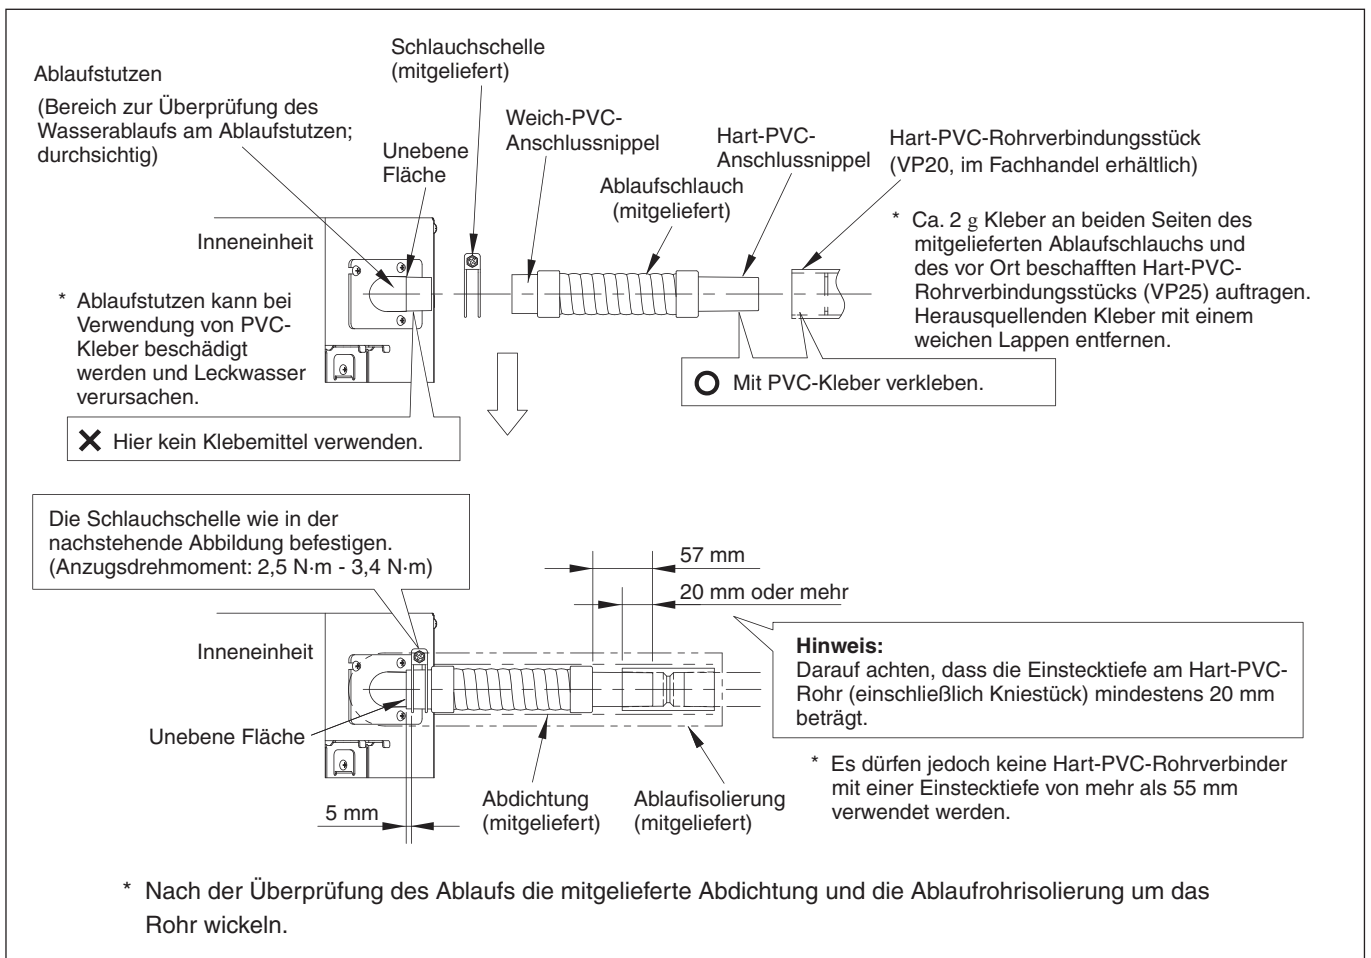 Schlauchschelle
(mitgeliefert)
Ablaufstutzen
(Bereich zur Überprüfung des
Wasserablaufs am Ablaufstutzen;
durchsichtig)
Unebene
Fläche
Weich-PVC-
Anschlussnippel
Hart-PVC-
Anschlussnippel
Ablaufschlauch
(mitgeliefert)
Hart-PVC-Rohrverbindungsstück
(VP20, im Fachhandel erhältlich)
* Ca. 2 g Kleber an beiden Seiten des
mitgelieferten Ablaufschlauchs und
des vor Ort beschafften Hart-PVC-
Rohrverbindungsstücks (VP25) auftragen.
Herausquellenden Kleber mit einem
weichen Lappen entfernen.
Inneneinheit
* Ablaufstutzen kann bei
Verwendung von PVC-
Kleber beschädigt
werden und Leckwasser
verursachen.
Mit PVC-Kleber verkleben.
Hier kein Klebemittel verwenden.
Die Schlauchschelle wie in der
nachstehende Abbildung befestigen.
(Anzugsdrehmoment: 2,5 N·m - 3,4 N·m)
57 mm
20 mm oder mehr
Inneneinheit
Hinweis:
Darauf achten, dass die Einstecktiefe am Hart-PVC-
Rohr (einschließlich Kniestück) mindestens 20 mm
beträgt.
Unebene Fläche
* Es dürfen jedoch keine Hart-PVC-Rohrverbinder
mit einer Einstecktiefe von mehr als 55 mm
verwendet werden.
5 mm
Abdichtung
(mitgeliefert)
Ablaufisolierung
(mitgeliefert)
* Nach der Überprüfung des Ablaufs die mitgelieferte Abdichtung und die Ablaufrohrisolierung um das
Rohr wickeln.